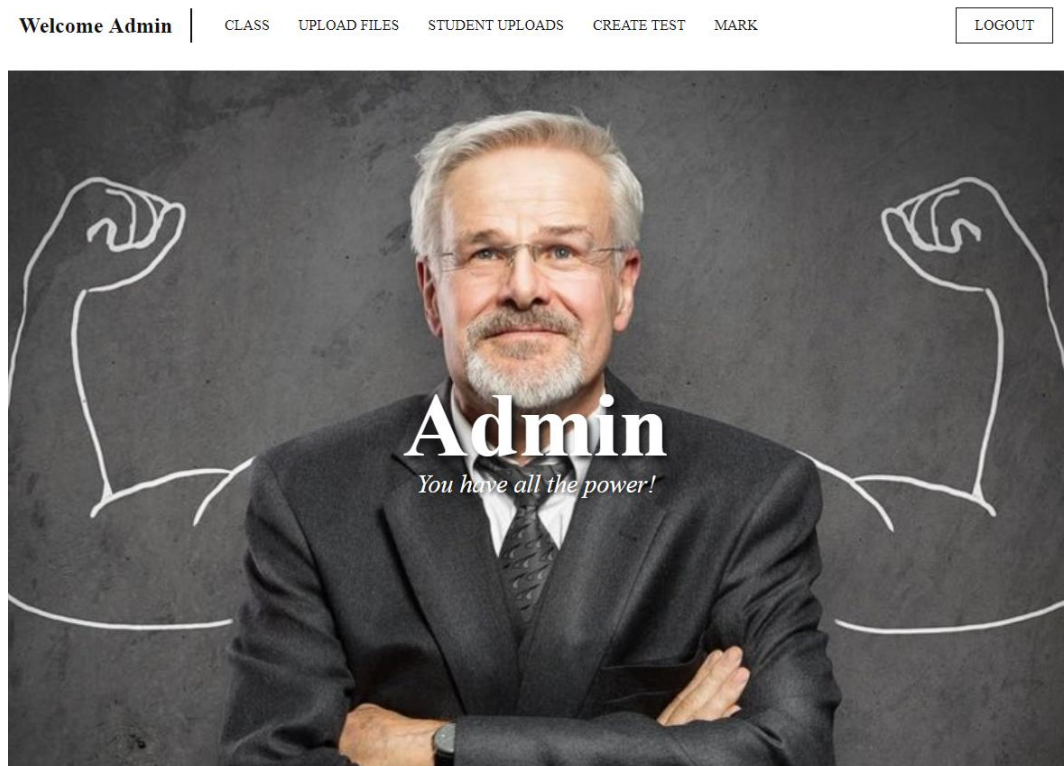 Welcome Admin CLASS UPLOAD FILES STUDENT UPLOADS CREATE TEST MARK LOGOUT
Admin
You have all the power!